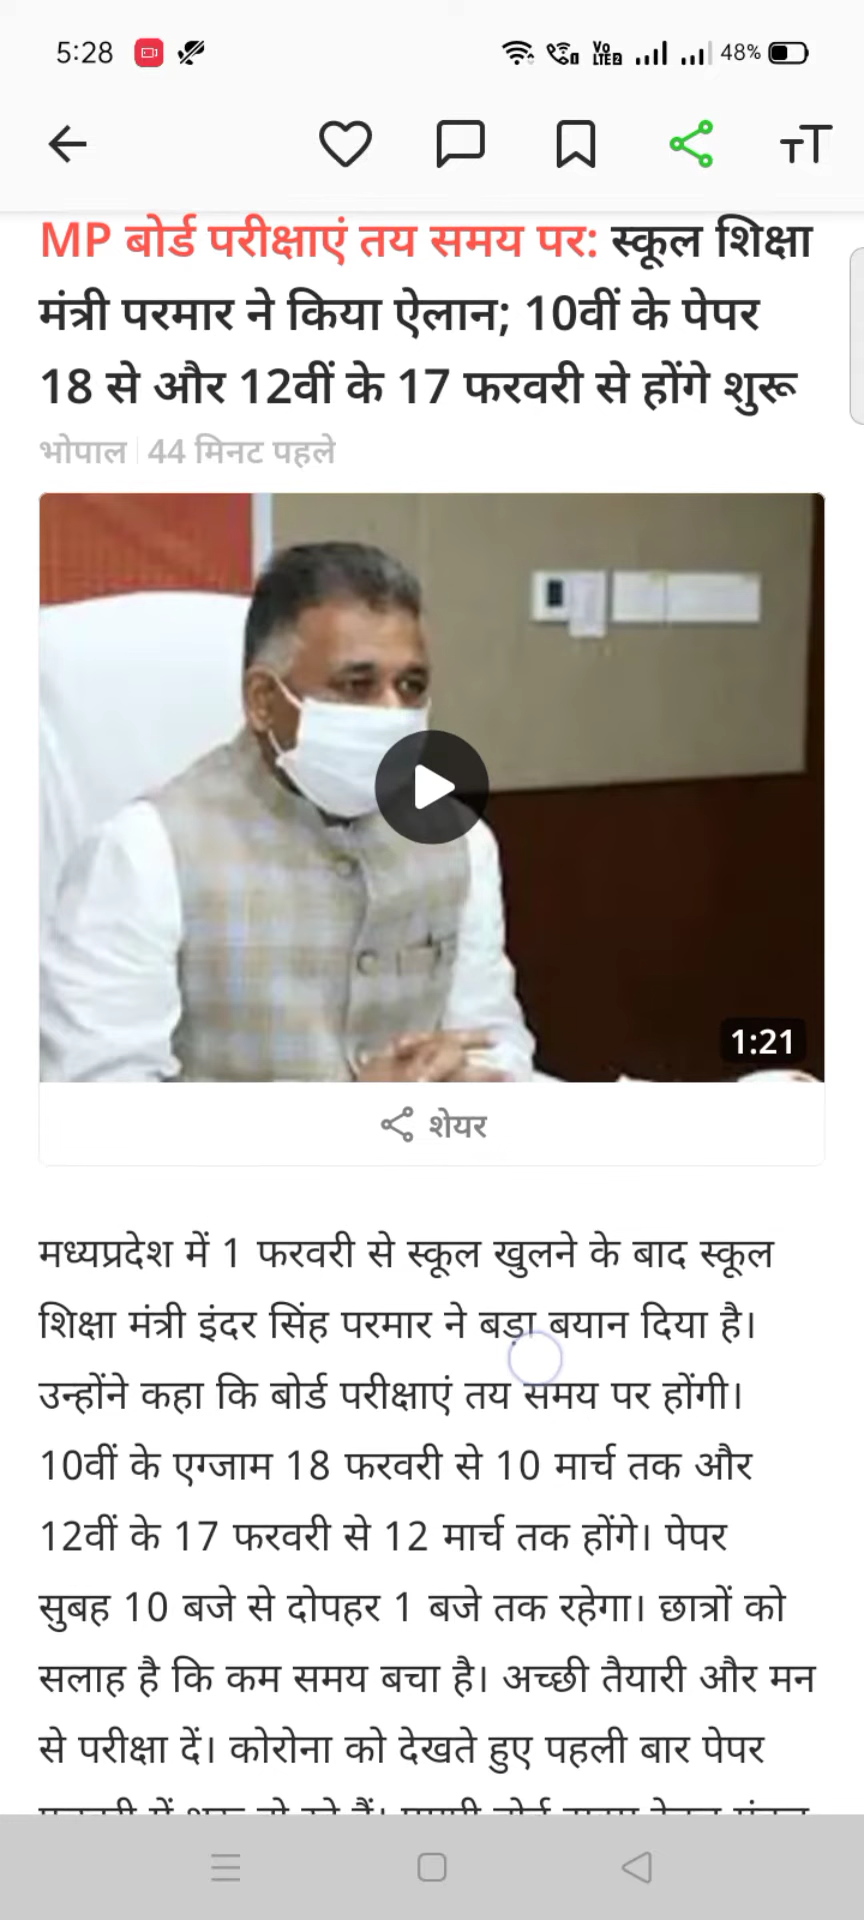 5:28
Vo LTE2
48%
TT
MP बोर्ड परीक्षाएं तय समय पर: स्कूल शिक्षा
मंत्री परमार ने किया ऐलान; 10वीं के पेपर
18 से और 12वीं के 17 फरवरी से होंगे शुरू
भोपाल | 44 मिनट पहले
1:21
शेयर
मध्यप्रदेश में 1 फरवरी से स्कूल खुलने के बाद स्कूल
शिक्षा मंत्री इंदर सिंह परमार ने बड़ा बयान दिया है।
उन्होंने कहा कि बोर्ड परीक्षाएं तय समय पर होंगी।
10वीं के एग्जाम 18 फरवरी से 10 मार्च तक और
12वीं के 17 फरवरी से 12 मार्च तक होंगे। पेपर
सुबह 10 बजे से दोपहर 1 बजे तक रहेगा। छात्रों को
सलाह है कि कम समय बचा है। अच्छी तैयारी और मन
से परीक्षा दें। कोरोना को देखते हुए पहली बार पेपर